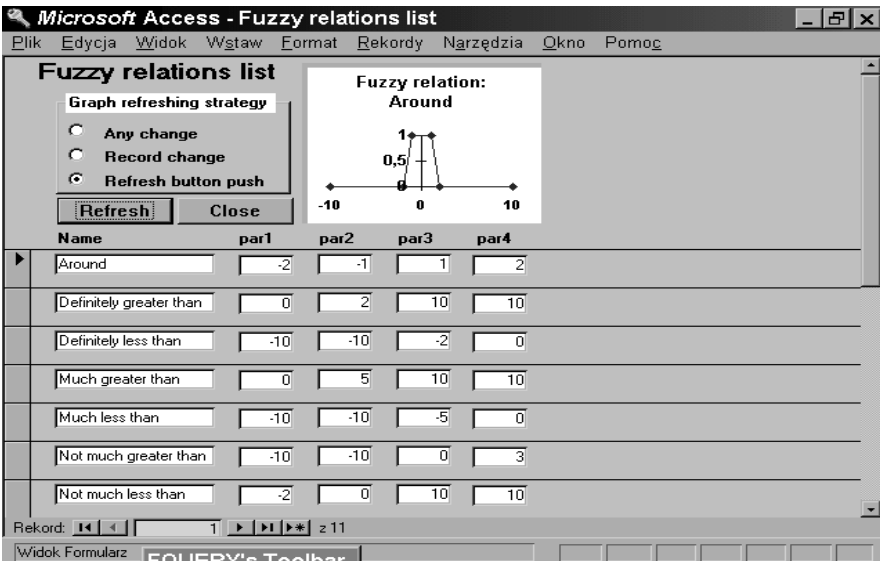 Microsoft Access - Fuzzy relations list
Plik Edycja Widok Wstaw Format Rekordy Narzędzia Okno Pomoc
Fuzzy relations list
Graph refreshing strategy
Any change
Record change
Refresh button push
Refresh Close
Fuzzy relation:
Around
1
0,5
0
-10 0 10
Name par1 par2 par3 par4
Around -2 -1 1 2
Definitely greater than 0 2 10 10
Definitely less than -10 -10 -2 0
Much greater than 0 5 10 10
Much less than -10 -10 -5 0
Not much greater than -10 -10 0 3
Not much less than -2 0 10 10
Rekord: 1 z 11
Widok Formularz FQUERY's Toolbar